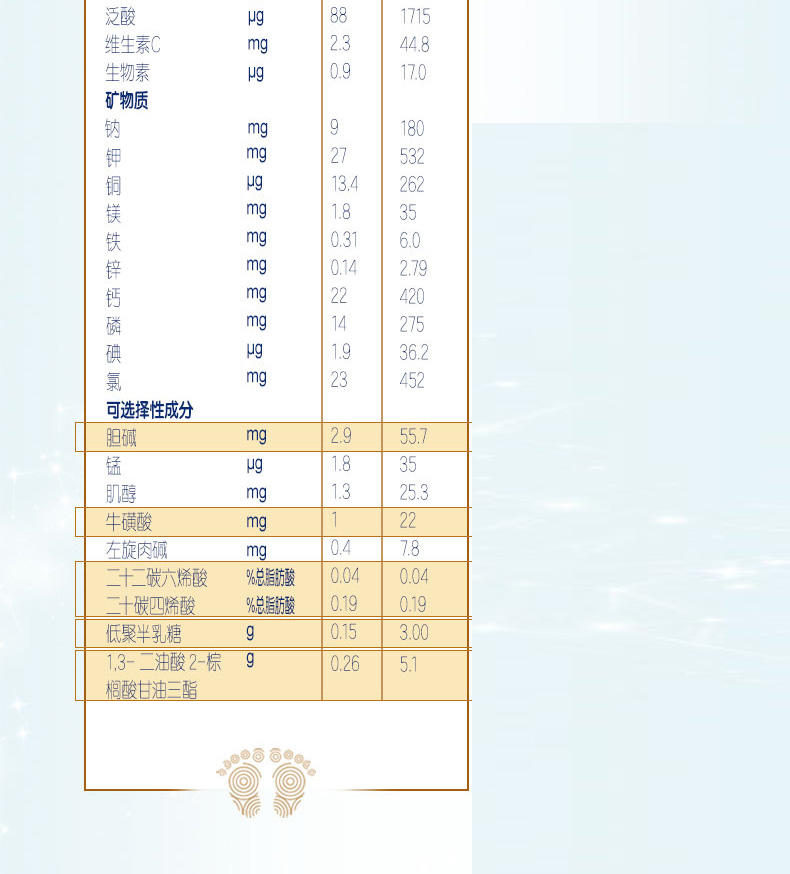 泛酸 μg 88 1715
维生素C mg 2.3 44.8
生物素 μg 0.9 17.0
矿物质
钠 mg 9 180
钾 mg 27 532
铜 μg 13.4 262
镁 mg 1.8 35
铁 mg 0.31 6.0
锌 mg 0.14 2.79
钙 mg 22 420
磷 mg 14 275
碘 μg 1.9 36.2
氯 mg 23 452
可选择性成分
胆碱 mg 2.9 55.7
锰 μg 1.8 35
肌醇 mg 1.3 25.3
牛磺酸 mg 1 22
左旋肉碱 mg 0.4 7.8
二十二碳六烯酸 %总脂肪酸 0.04 0.04
二十碳四烯酸 %总脂肪酸 0.19 0.19
低聚半乳糖 g 0.15 3.00
1,3- 二油酸 2-棕 g 0.26 5.1
榈酸甘油三酯